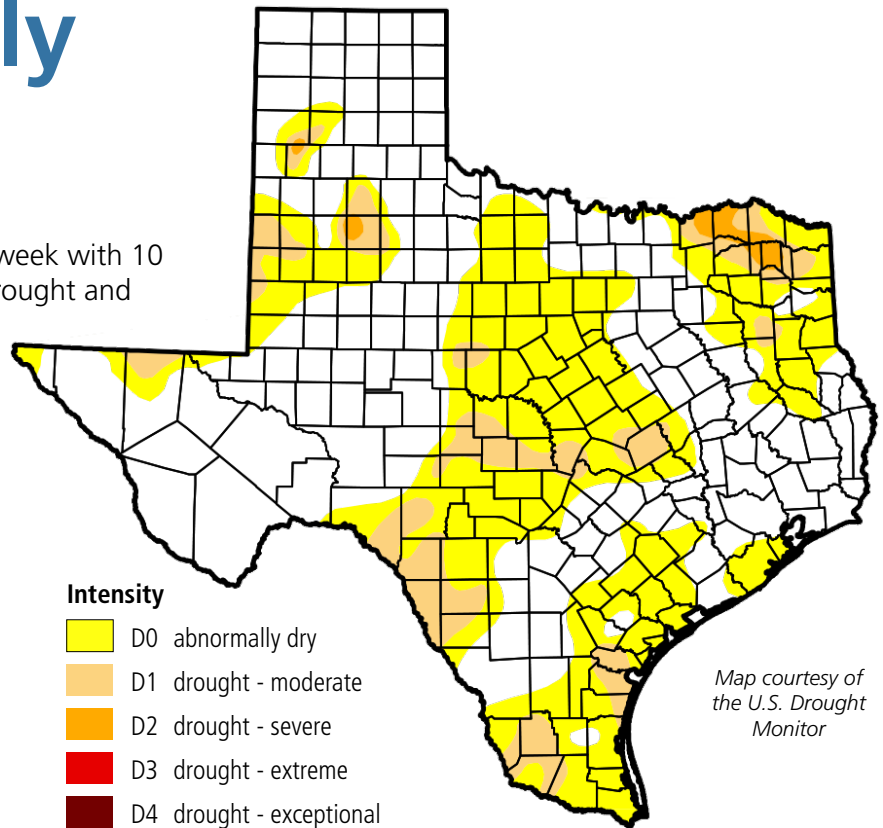 ly
week with 10
rought and
Intensity
D0 abnormally dry
D1 drought - moderate
D2 drought - severe
D3 drought - extreme
D4 drought - exceptional
Map courtesy of
the U.S. Drought
Monitor